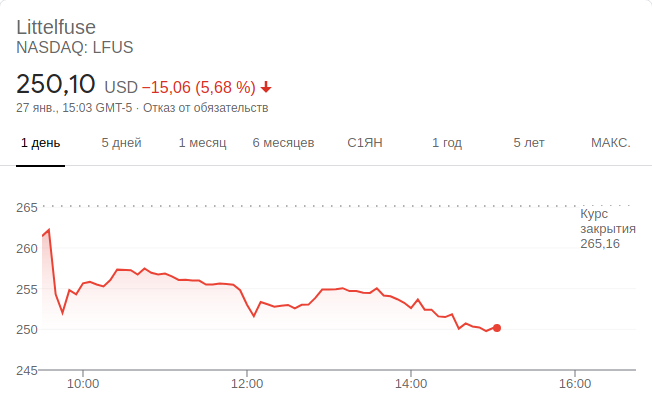 Littelfuse
NASDAQ: LFUS
250,10 USD −15,06 (5,68 %)
27 янв., 15:03 GMT-5 · Отказ от обязательств
1 день 5 дней 1 месяц 6 месяцев С1ЯН 1 год 5 лет МАКС.
265
Курс
закрытия
265,16
260
255
250
245
10:00 12:00 14:00 16:00